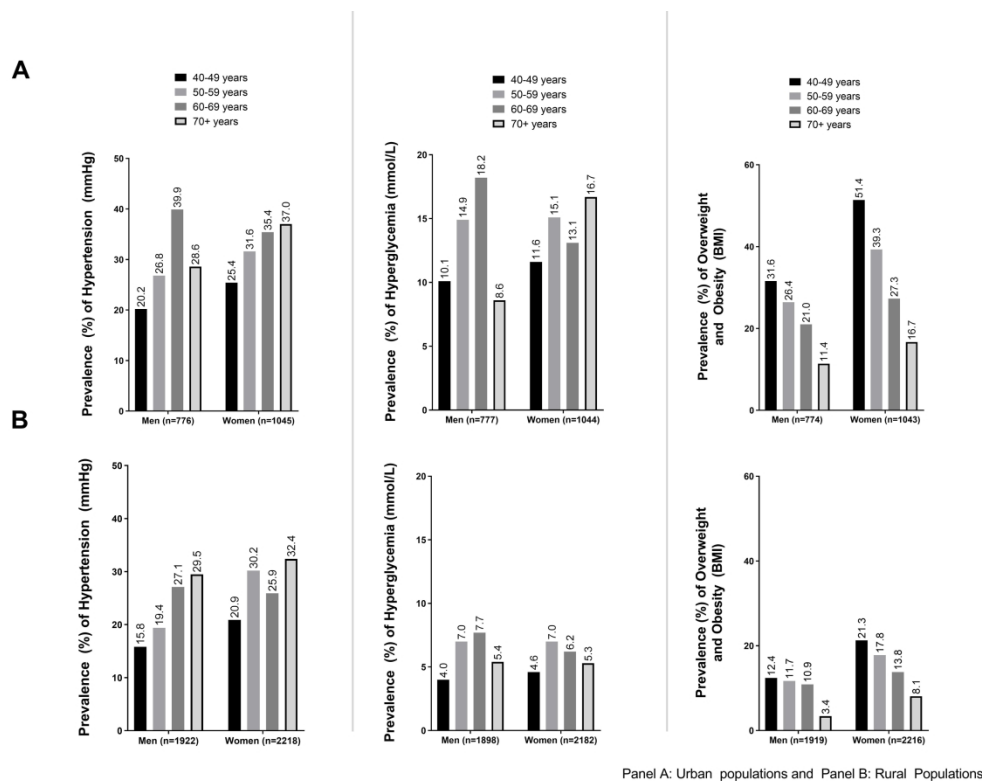 A
40-49 years
50-59 years
60-69 years
70+ years
Prevalence (%) of Hypertension (mmHg)
50
40
30
20
10
0
20.2
26.8
39.9
28.6
25.4
31.6
35.4
37.0
Men (n=776)
Women (n=1045)
40-49 years
50-59 years
60-69 years
70+ years
Prevalence (%) of Hyperglycemia (mmol/L)
20
15
10
5
0
10.1
14.9
18.2
8.6
11.6
15.1
13.1
16.7
Men (n=777)
Women (n=1044)
40-49 years
50-59 years
60-69 years
70+ years
Prevalence (%) of Overweight
and Obesity (BMI)
60
40
20
0
31.6
26.4
21.0
11.4
51.4
39.3
27.3
16.7
Men (n=774)
Women (n=1043)
B
Prevalence (%) of Hypertension (mmHg)
50
40
30
20
10
0
15.8
19.4
27.1
29.5
20.9
30.2
25.9
32.4
Men (n=1922)
Women (n=2218)
Prevalence (%) of Hyperglycemia (mmol/L)
20
15
10
5
0
4.0
7.0
7.7
5.4
4.6
7.0
6.2
5.3
Men (n=1898)
Women (n=2182)
Prevalence (%) of Overweight
and Obesity (BMI)
60
40
20
0
12.4
11.7
10.9
3.4
21.3
17.8
13.8
8.1
Men (n=1919)
Women (n=2216)
Panel A: Urban populations and Panel B: Rural Populations